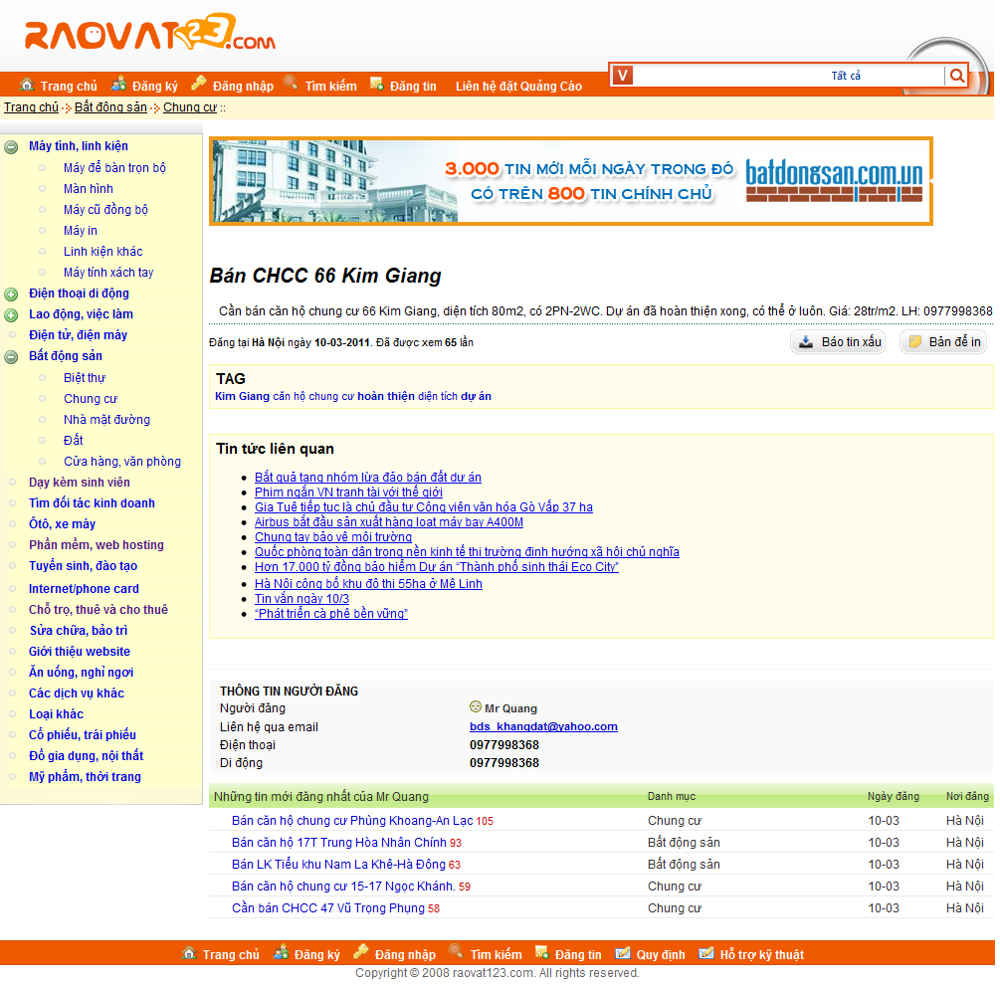 RAOVAT123.COM
Trang chủ Đăng ký Đăng nhập Tìm kiếm Đăng tin Liên hệ đặt Quảng Cáo
V Tất cả
Trang chủ Bất động sản Chung cư ::
Máy tính, linh kiện
Máy để bàn trọn bộ
Màn hình
Máy cũ đồng bộ
Máy in
Linh kiện khác
Máy tính xách tay
Điện thoại di động
Lao động, việc làm
Điện tử, điện máy
Bất động sản
Biệt thự
Chung cư
Nhà mặt đường
Đất
Cửa hàng, văn phòng
Dạy kèm sinh viên
Tìm đối tác kinh doanh
Ôtô, xe máy
Phần mềm, web hosting
Tuyển sinh, đào tạo
Internet/phone card
Chỗ trọ, thuê và cho thuê
Sửa chữa, bảo trì
Giới thiệu website
Ăn uống, nghỉ ngơi
Các dịch vụ khác
Loại khác
Cổ phiếu, trái phiếu
Đồ gia dụng, nội thất
Mỹ phẩm, thời trang
3.000 TIN MỚI MỖI NGÀY TRONG ĐÓ
CÓ TRÊN 800 TIN CHÍNH CHỦ
batdongsan.com.vn
Bán CHCC 66 Kim Giang
Cần bán căn hộ chung cư 66 Kim Giang, diện tích 80m2, có 2PN-2WC. Dự án đã hoàn thiện xong, có thể ở luôn. Giá: 28tr/m2. LH: 0977998368
Đăng tại Hà Nội ngày 10-03-2011. Đã được xem 65 lần
Báo tin xấu Bản để in
TAG
Kim Giang căn hộ chung cư hoàn thiện diện tích dự án
Tin tức liên quan
Bắt quả tang nhóm lừa đảo bán đất dự án
Phim ngắn VN tranh tài với thế giới
Gia Tuệ tiếp tục là chủ đầu tư Công viên văn hóa Gò Vấp 37 ha
Airbus bắt đầu sản xuất hàng loạt máy bay A400M
Chung tay bảo vệ môi trường
Quốc phòng toàn dân trong nền kinh tế thị trường định hướng xã hội chủ nghĩa
Hơn 17.000 tỷ đồng bảo hiểm Dự án “Thành phố sinh thái Eco City”
Hà Nội công bố khu đô thị 55ha ở Mê Linh
Tin vắn ngày 10/3
“Phát triển cà phê bền vững”
THÔNG TIN NGƯỜI ĐĂNG
Người đăng Mr Quang
Liên hệ qua email bds_khangdat@yahoo.com
Điện thoại 0977998368
Di động 0977998368
Những tin mới đăng nhất của Mr Quang Danh mục Ngày đăng Nơi đăng
Bán căn hộ chung cư Phùng Khoang-An Lạc 105 Chung cư 10-03 Hà Nội
Bán căn hộ 17T Trung Hòa Nhân Chính 93 Bất động sản 10-03 Hà Nội
Bán LK Tiểu khu Nam La Khê-Hà Đông 63 Bất động sản 10-03 Hà Nội
Bán căn hộ chung cư 15-17 Ngọc Khánh. 59 Chung cư 10-03 Hà Nội
Cần bán CHCC 47 Vũ Trọng Phụng 58 Chung cư 10-03 Hà Nội
Trang chủ Đăng ký Đăng nhập Tìm kiếm Đăng tin Quy định Hỗ trợ kỹ thuật
Copyright © 2008 raovat123.com. All rights reserved.